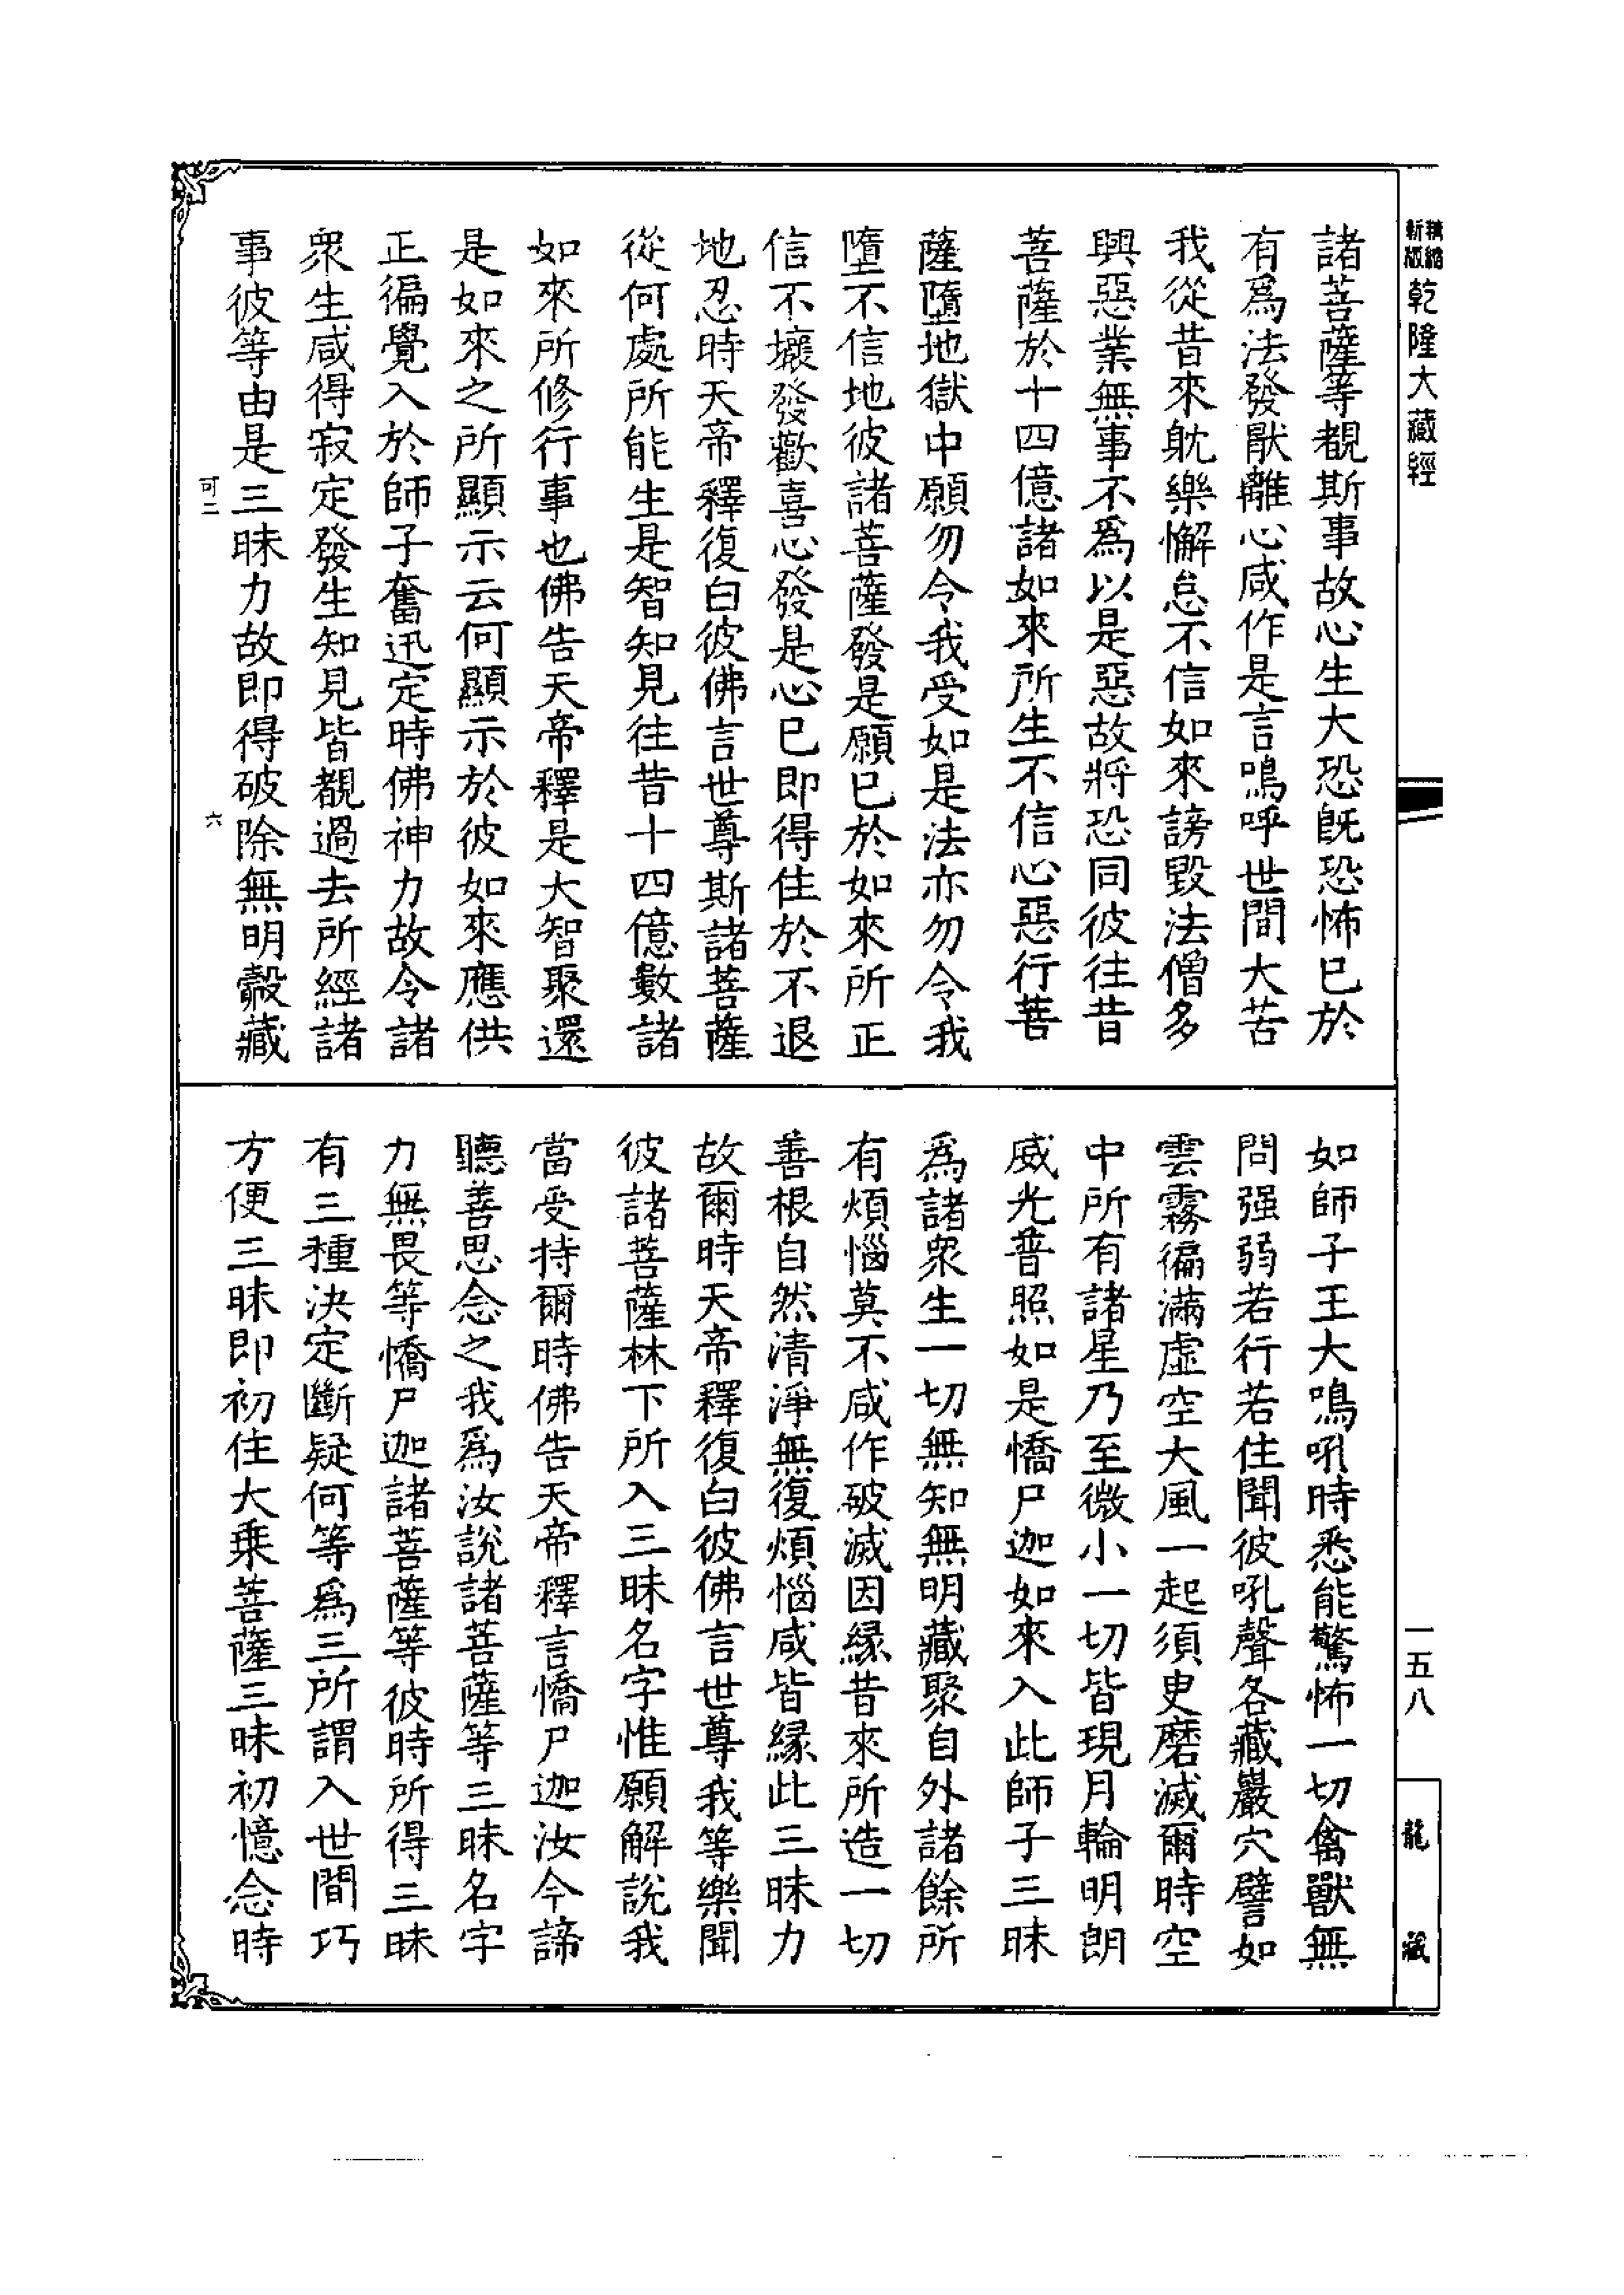 精縮
新版
乾隆大藏經
諸菩薩等覩斯事故心生大恐旣恐怖已於
有爲法發厭離心咸作是言嗚呼世間大苦
我從昔來躭樂懈怠不信如來謗毀法僧多
興惡業無事不爲以是惡故將恐同彼往昔
菩薩於十四億諸如來所生不信心惡行菩
薩墮地獄中願勿令我受如是法亦勿令我
墮不信地彼諸菩薩發是願已於如來所正
信不壞發歡喜心發是心已即得住於不退
地忍時天帝釋復白彼佛言世尊斯諸菩薩
從何處所能生是智知見往昔十四億數諸
如來所修行事也佛告天帝釋是大智聚還
是如來之所顯示云何顯示於彼如來應供
正徧覺入於師子奮迅定時佛神力故令諸
衆生咸得寂定發生知見皆覩過去所經諸
事彼等由是三昧力故即得破除無明㲉藏
可二
六
如師子王大鳴吼時悉能驚怖一切禽獸無
問强弱若行若住聞彼吼聲各藏巖穴譬如
雲霧徧滿虛空大風一起須臾磨滅爾時空
中所有諸星乃至微小一切皆現月輪明朗
威光普照如是憍尸迦如來入此師子三昧
爲諸衆生一切無知無明藏聚自外諸餘所
有煩惱莫不咸作破滅因緣昔來所造一切
善根自然清淨無復煩惱咸皆緣此三昧力
故爾時天帝釋復白彼佛言世尊我等樂聞
彼諸菩薩林下所入三昧名字惟願解說我
當受持爾時佛告天帝釋言憍尸迦汝今諦
聽善思念之我爲汝說諸菩薩等三昧名字
力無畏等憍尸迦諸菩薩等彼時所得三昧
有三種決定斷疑何等爲三所謂入世間巧
方便三昧即初住大乘菩薩三昧初憶念時
一五八
龍藏